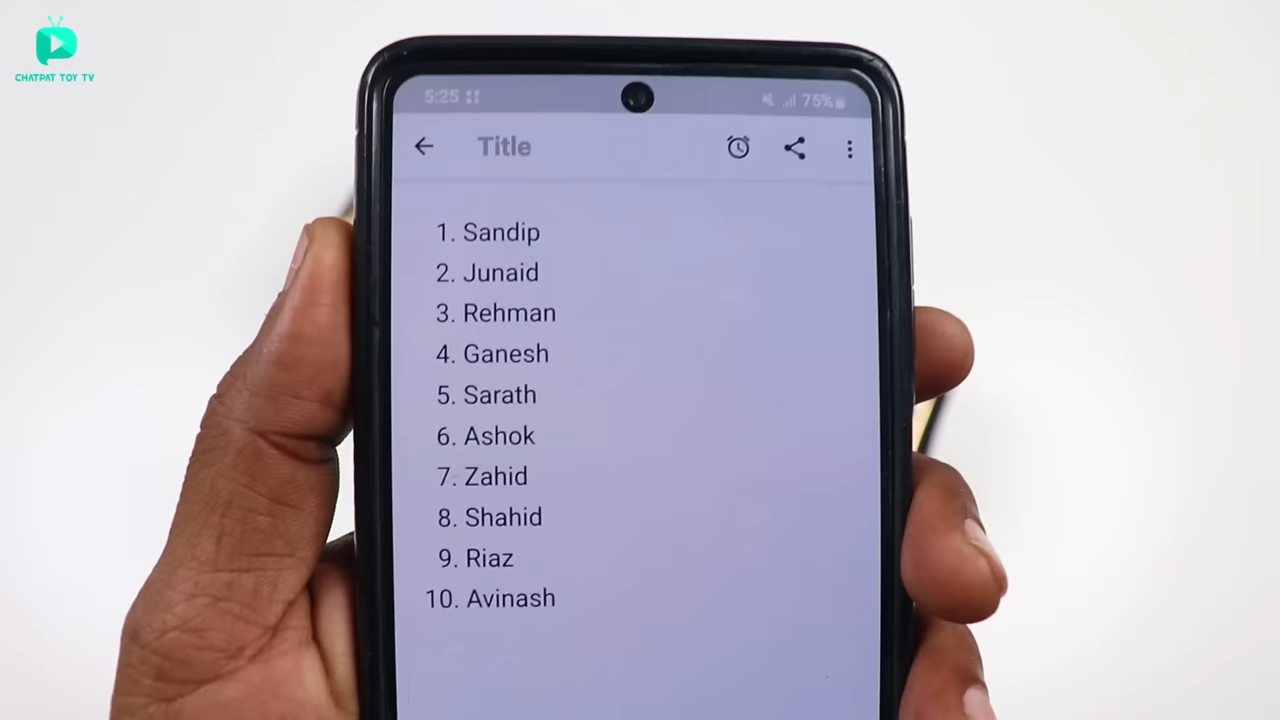 CHATPAT TOY TV
5:25 75%
Title
1. Sandip
2. Junaid
3. Rehman
4. Ganesh
5. Sarath
6. Ashok
7. Zahid
8. Shahid
9. Riaz
10. Avinash